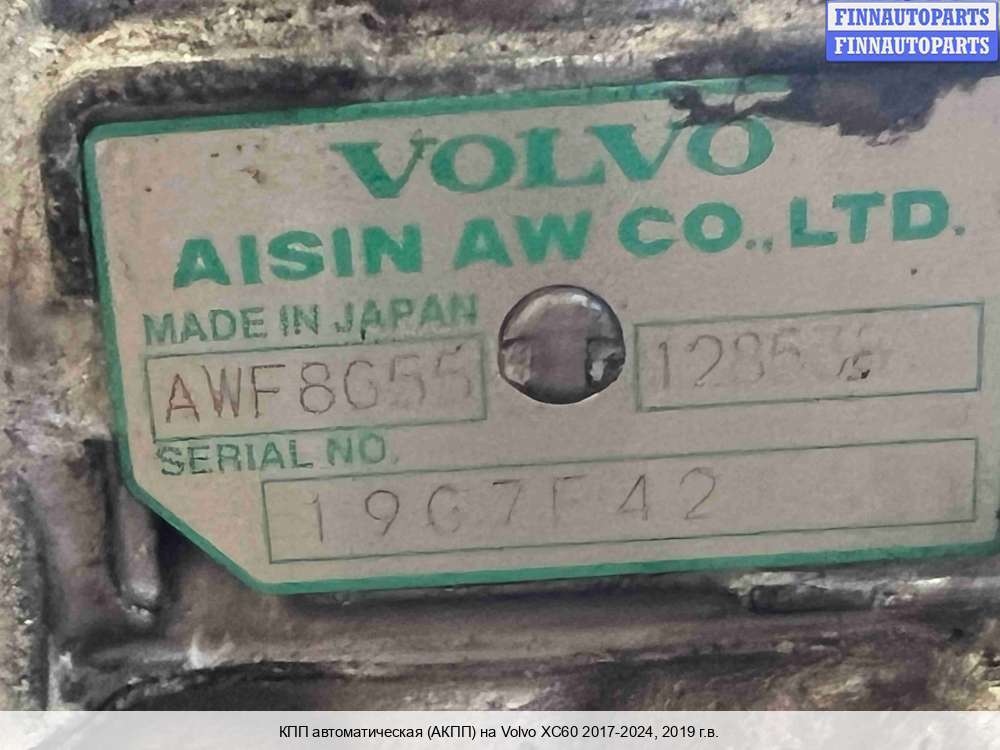 FINNAUTOPARTS
FINNAUTOPARTS
VOLVO
AISIN AW CO., LTD.
MADE IN JAPAN
AWF8G55
SERIAL NO.
19G7F42
КПП автоматическая (АКПП) на Volvo XC60 2017-2024, 2019 г.в.